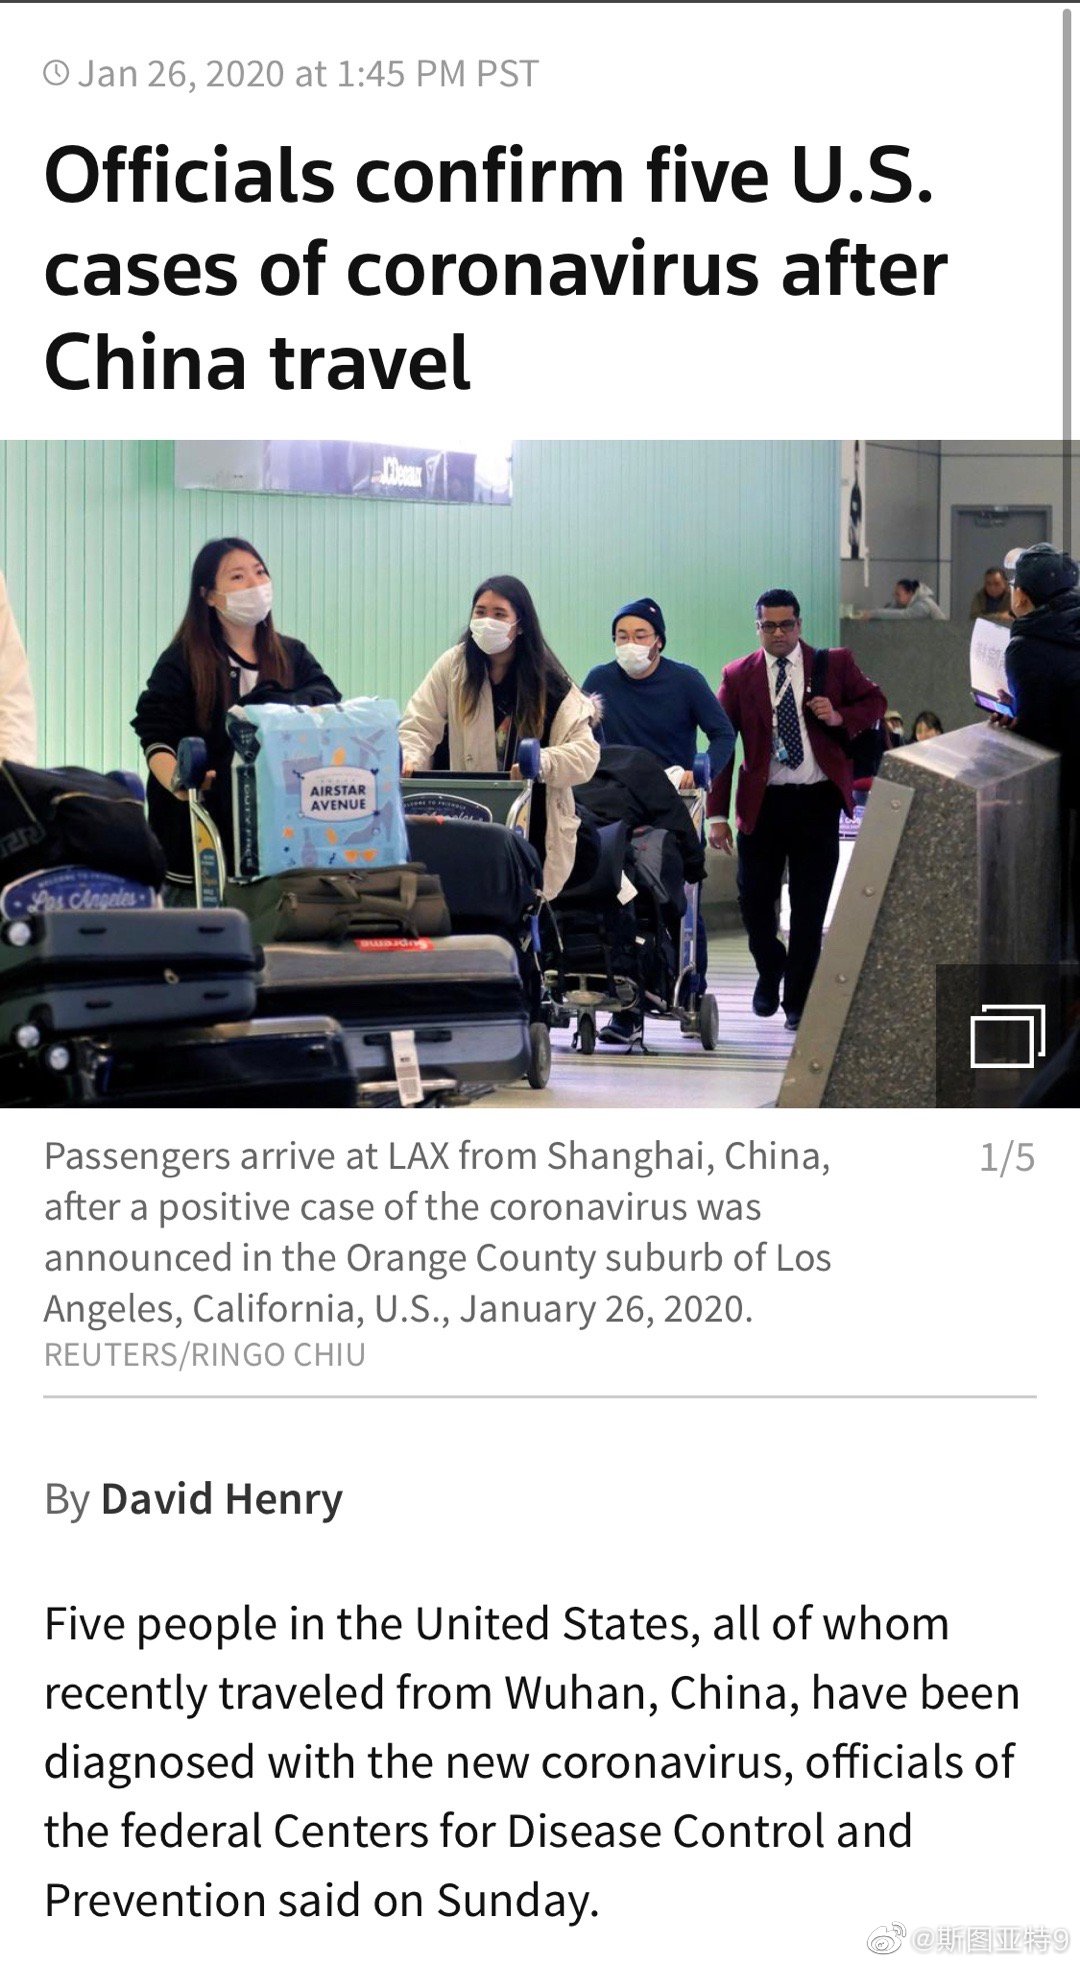 Jan 26, 2020 at 1:45 PM PST
Officials confirm five U.S.
cases of coronavirus after
China travel
JCDecaux
AIRSTAR
AVENUE
Los Angeles
Supreme
Passengers arrive at LAX from Shanghai, China,
after a positive case of the coronavirus was
announced in the Orange County suburb of Los
Angeles, California, U.S., January 26, 2020.
REUTERS/RINGO CHIU
1/5
By David Henry
Five people in the United States, all of whom
recently traveled from Wuhan, China, have been
diagnosed with the new coronavirus, officials of
the federal Centers for Disease Control and
Prevention said on Sunday.
@斯图亚特9